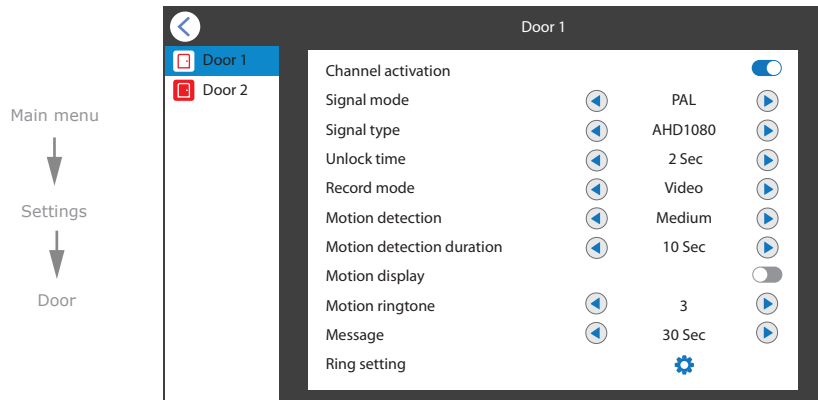 Main menu
Settings
Door
Door 1
Door 1
Door 2
Channel activation
Signal mode PAL
Signal type AHD1080
Unlock time 2 Sec
Record mode Video
Motion detection Medium
Motion detection duration 10 Sec
Motion display
Motion ringtone 3
Message 30 Sec
Ring setting